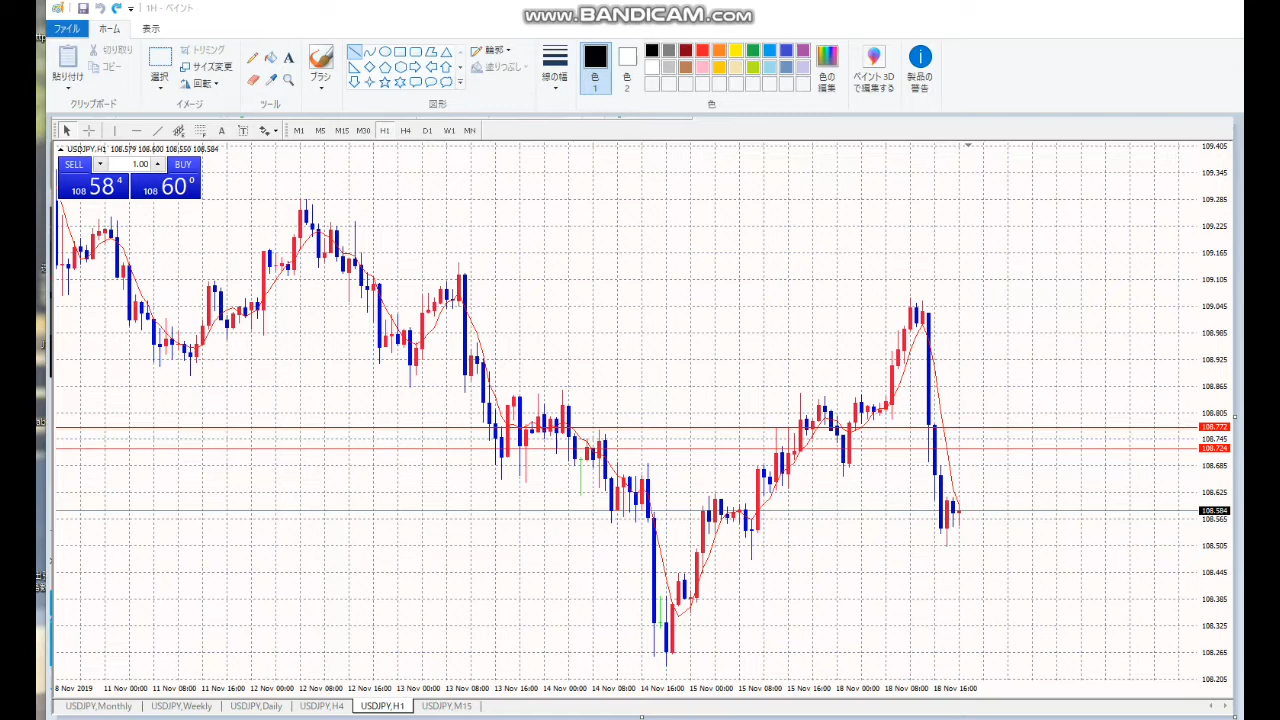 www.BANDICAM.com
1H - ペイント
ファイル ホーム 表示
貼り付け
切り取り
コピー
クリップボード
選択
トリミング
サイズ変更
回転
イメージ
A
ツール
ブラシ
輪郭
塗りつぶし
図形
線の幅
色
1
色
2
色の
編集
色
ペイント 3D
で編集する
製品の
警告
A T M1 M5 M15 M30 H1 H4 D1 W1 MN
USDJPY,H1 108.579 108.600 108.550 108.584
SELL 1.00 BUY
108 58 4 108 60 0
109.405
109.345
109.285
109.225
109.165
109.105
109.045
108.985
108.925
108.865
108.805
108.772
108.745
108.724
108.685
108.625
108.584
108.565
108.505
108.445
108.385
108.325
108.265
108.205
8 Nov 2019 11 Nov 00:00 11 Nov 08:00 11 Nov 16:00 12 Nov 00:00 12 Nov 08:00 12 Nov 16:00 13 Nov 00:00 13 Nov 08:00 13 Nov 16:00 14 Nov 00:00 14 Nov 08:00 14 Nov 16:00 15 Nov 00:00 15 Nov 08:00 15 Nov 16:00 18 Nov 00:00 18 Nov 08:00 18 Nov 16:00
USDJPY,Monthly USDJPY,Weekly USDJPY,Daily USDJPY,H4 USDJPY,H1 USDJPY,M15